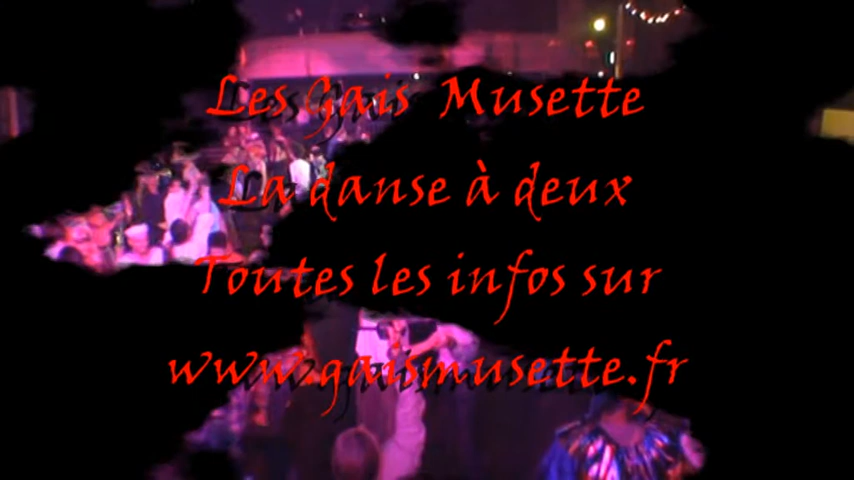 Les Gais Musette
La danse à deux
Toutes les infos sur
www.gaismusette.fr